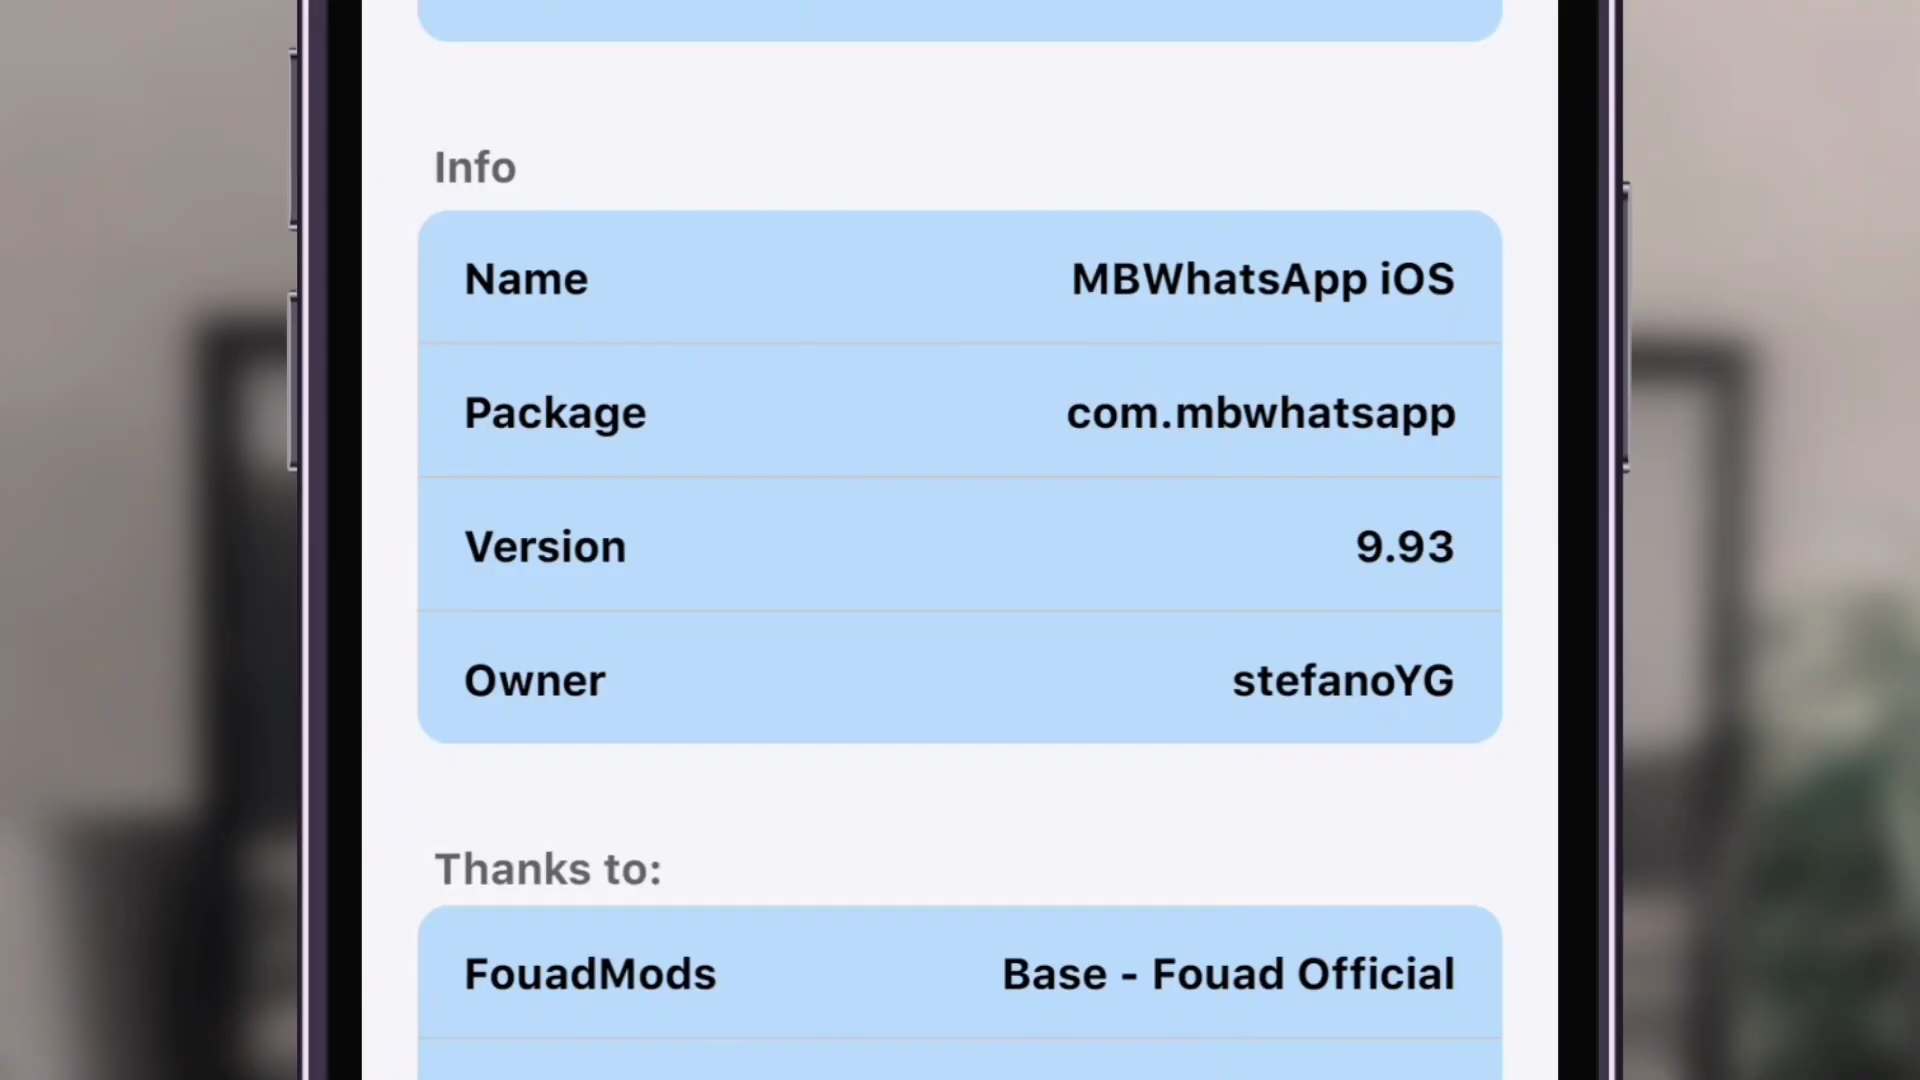 Info
Name MBWhatsApp iOS
Package com.mbwhatsapp
Version 9.93
Owner stefanoYG
Thanks to:
FouadMods Base - Fouad Official